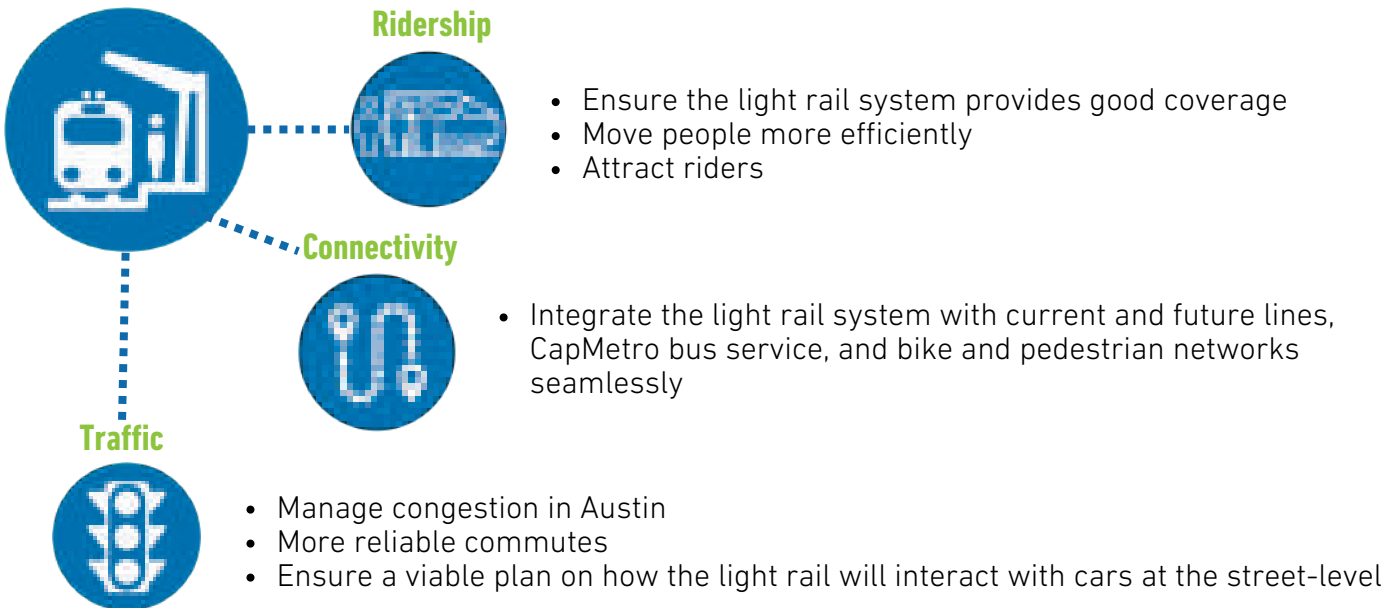 Ridership
• Ensure the light rail system provides good coverage
• Move people more efficiently
• Attract riders
Connectivity
• Integrate the light rail system with current and future lines,
CapMetro bus service, and bike and pedestrian networks
seamlessly
Traffic
• Manage congestion in Austin
• More reliable commutes
• Ensure a viable plan on how the light rail will interact with cars at the street-level